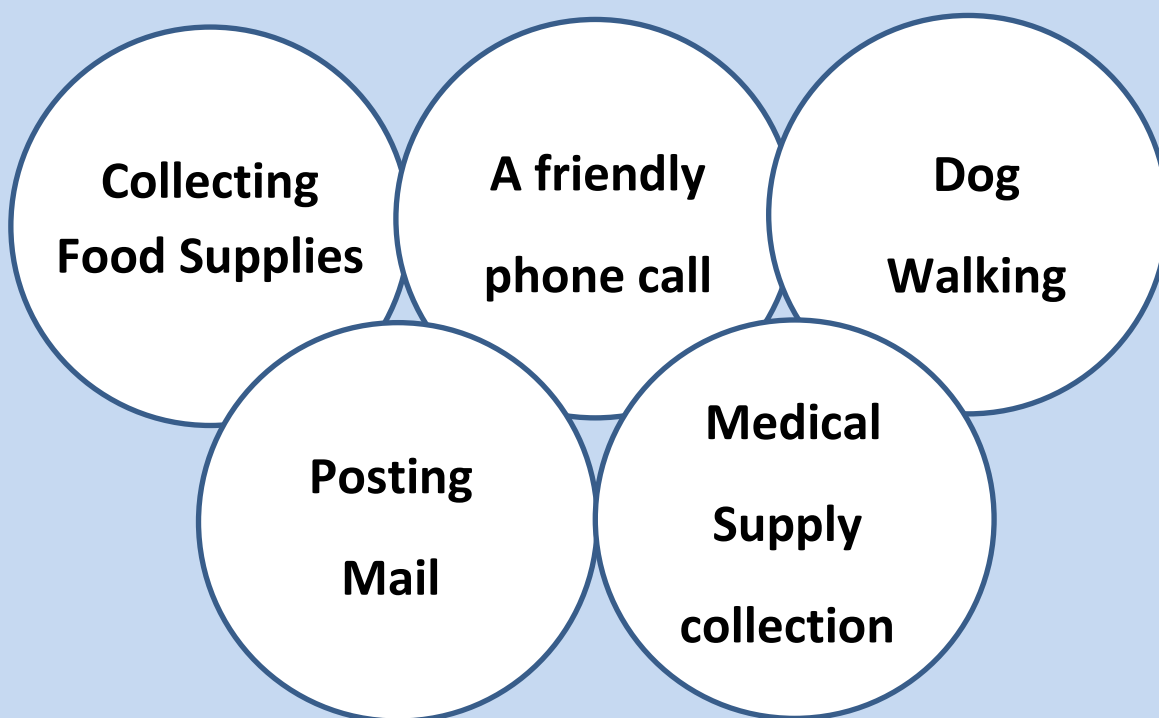 Collecting
Food Supplies
A friendly
phone call
Dog
Walking
Posting
Mail
Medical
Supply
collection